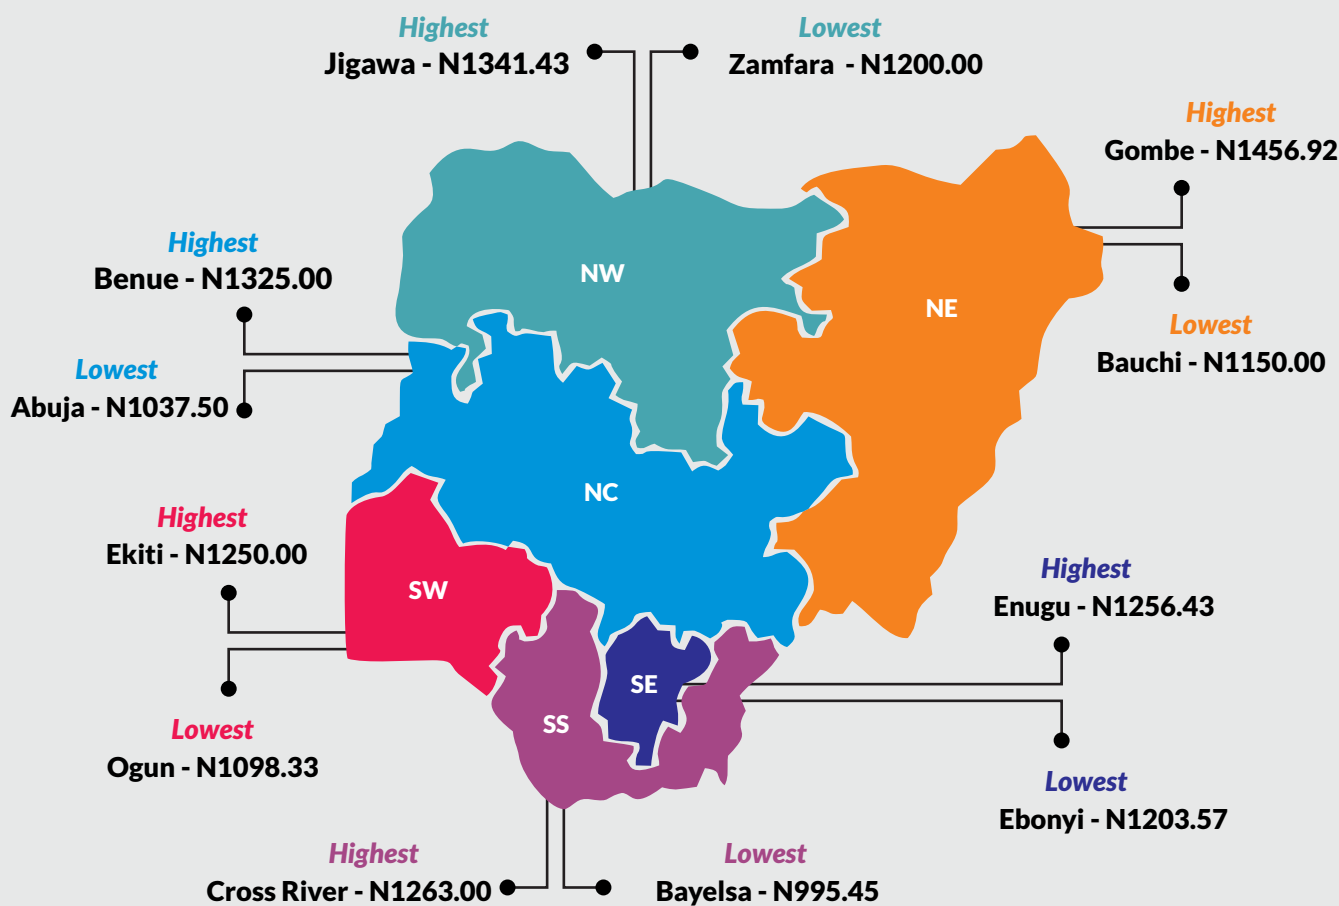 Highest
Jigawa - N1341.43
Lowest
Zamfara - N1200.00
Highest
Gombe - N1456.92
Highest
Benue - N1325.00
NW
NE
Lowest
Bauchi - N1150.00
Lowest
Abuja - N1037.50
NC
Highest
Ekiti - N1250.00
SW
Highest
Enugu - N1256.43
SE
SS
Lowest
Ogun - N1098.33
Lowest
Ebonyi - N1203.57
Highest
Cross River - N1263.00
Lowest
Bayelsa - N995.45